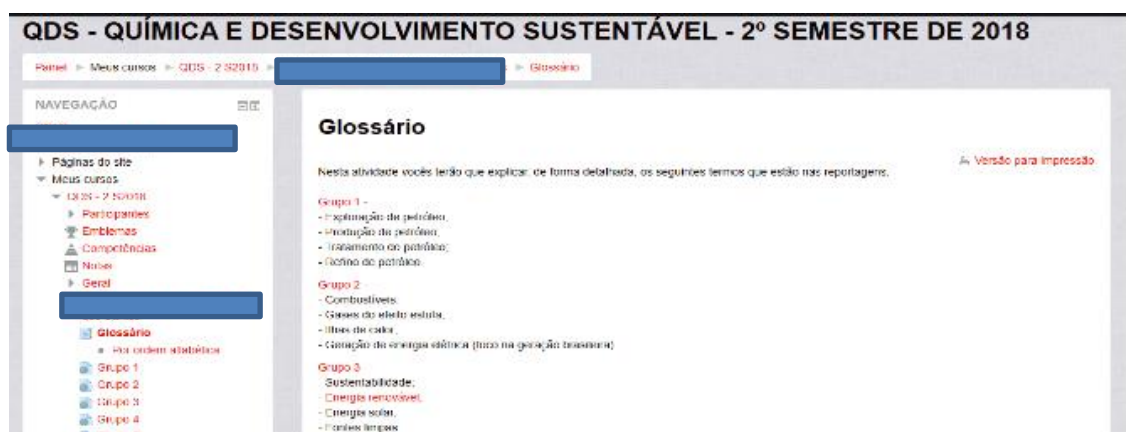 QDS - QUÍMICA E DESENVOLVIMENTO SUSTENTÁVEL - 2º SEMESTRE DE 2018
Painel ► Meus cursos ► QDS - 2 S2018 ► ► Glossário
NAVEGAÇÃO
Páginas do site
Meus cursos
QDS - 2 S2018
Participantes
Emblemas
Competências
Notas
Geral
Glossário
Por ordem alfabética
Grupo 1
Grupo 2
Grupo 3
Grupo 4
Glossário
Versão para impressão
Nesta atividade vocês terão que explicar, de forma detalhada, os seguintes termos que estão nas reportagens.
Grupo 1 -
- Exploração de petróleo;
- Produção de petróleo;
- Tratamento do petróleo;
- Refino de petróleo.
Grupo 2
- Combustíveis;
- Gases do efeito estufa;
- Ilhas de calor;
- Geração de energia elétrica (foco na geração brasileira)
Grupo 3
- Sustentabilidade;
- Energia renovável;
- Energia solar;
- Fontes limpas